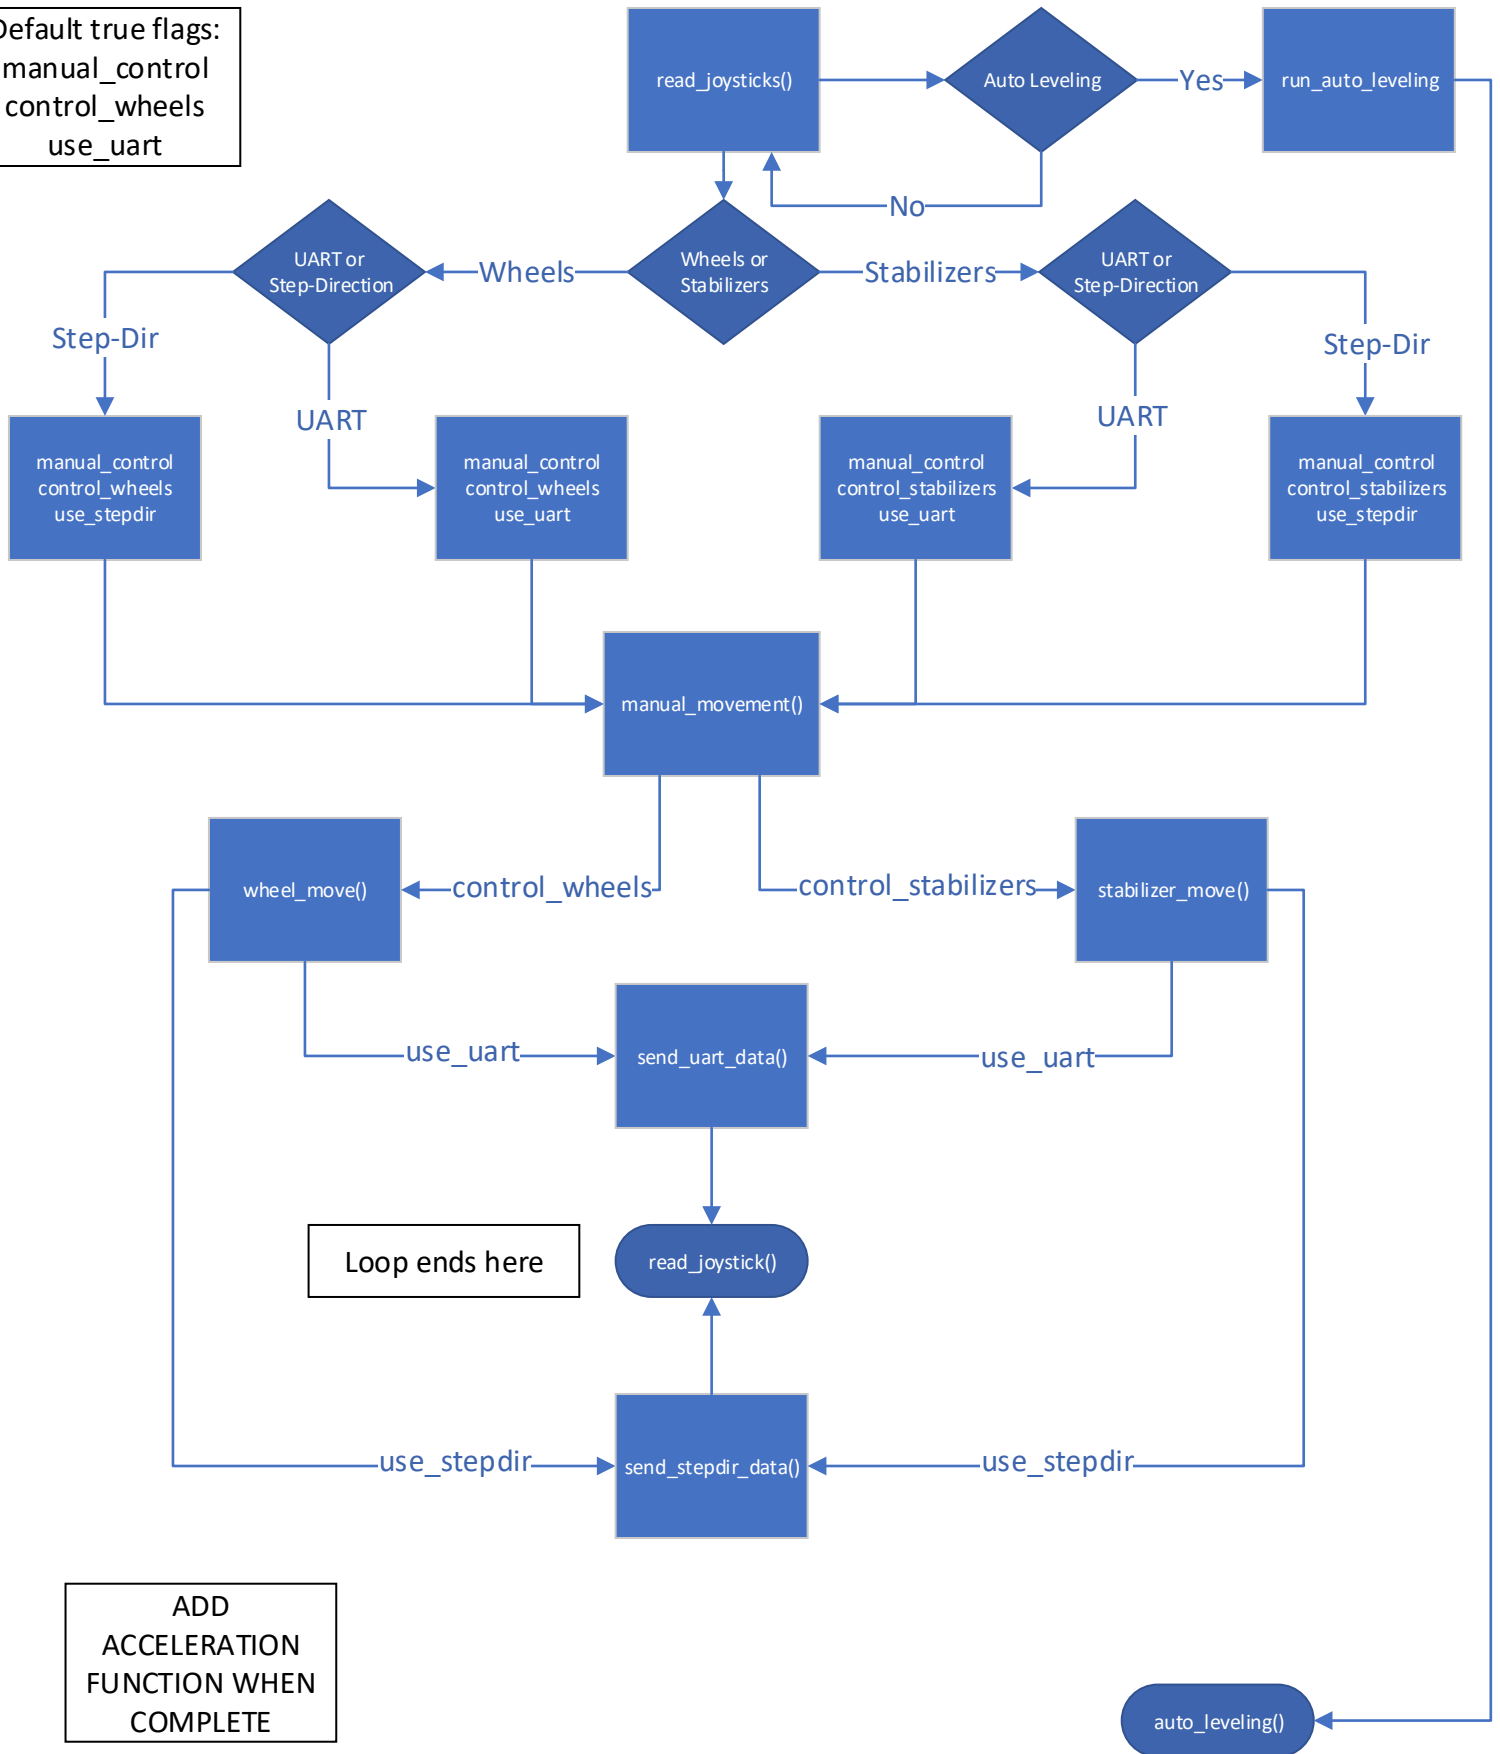 Default true flags:
manual_control
control_wheels
use_uart
read_joysticks()
Auto Leveling
Yes
run_auto_leveling
No
UART or
Step-Direction
Wheels
Wheels or
Stabilizers
Stabilizers
UART or
Step-Direction
Step-Dir
UART
UART
Step-Dir
manual_control
control_wheels
use_stepdir
manual_control
control_wheels
use_uart
manual_control
control_stabilizers
use_uart
manual_control
control_stabilizers
use_stepdir
manual_movement()
wheel_move()
control_wheels
control_stabilizers
stabilizer_move()
use_uart
send_uart_data()
use_uart
Loop ends here
read_joystick()
use_stepdir
send_stepdir_data()
use_stepdir
ADD
ACCELERATION
FUNCTION WHEN
COMPLETE
auto_leveling()